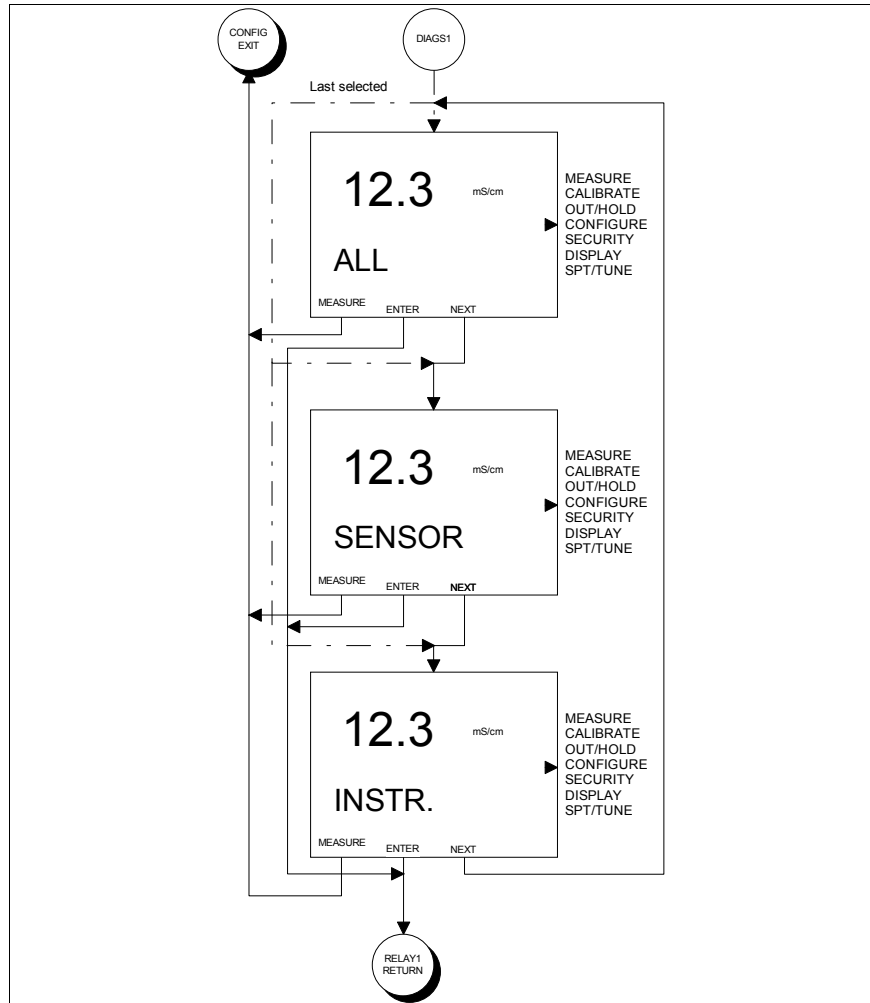 CONFIG
EXIT
DIAGS1
Last selected
12.3 mS/cm
ALL
MEASURE ENTER NEXT
MEASURE
CALIBRATE
OUT/HOLD
CONFIGURE
SECURITY
DISPLAY
SPT/TUNE
12.3 mS/cm
SENSOR
MEASURE ENTER NEXT
MEASURE
CALIBRATE
OUT/HOLD
CONFIGURE
SECURITY
DISPLAY
SPT/TUNE
12.3 mS/cm
INSTR.
MEASURE ENTER NEXT
MEASURE
CALIBRATE
OUT/HOLD
CONFIGURE
SECURITY
DISPLAY
SPT/TUNE
RELAY1
RETURN